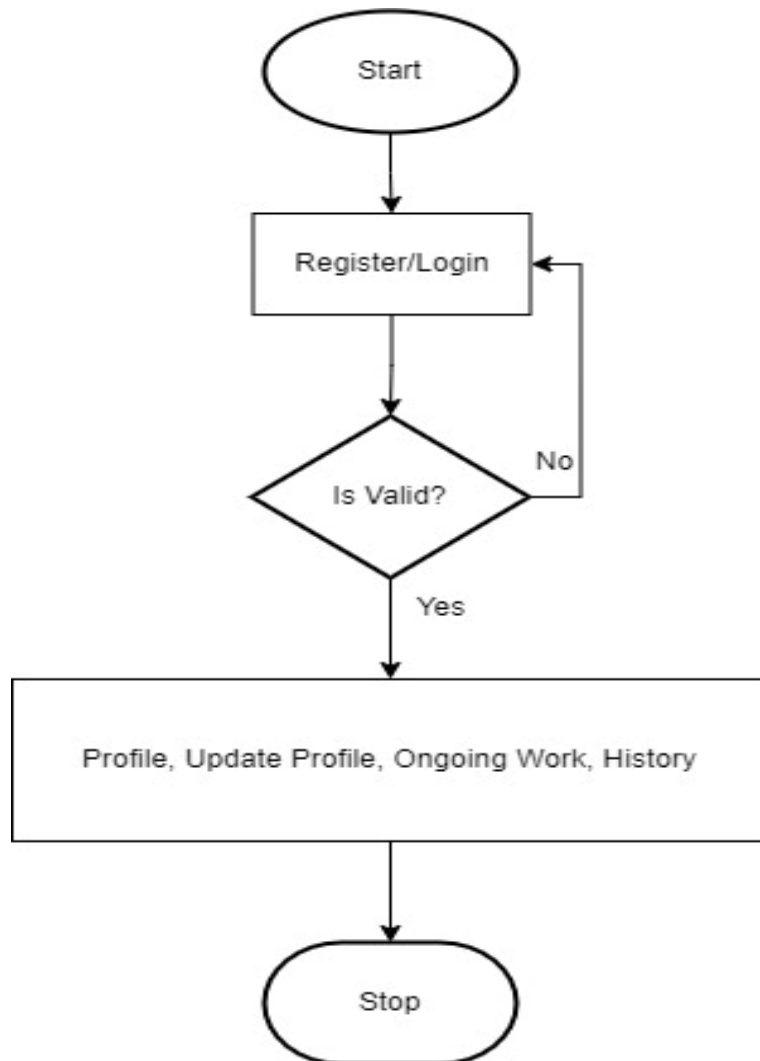 Start
Register/Login
Is Valid?
No
Yes
Profile, Update Profile, Ongoing Work, History
Stop